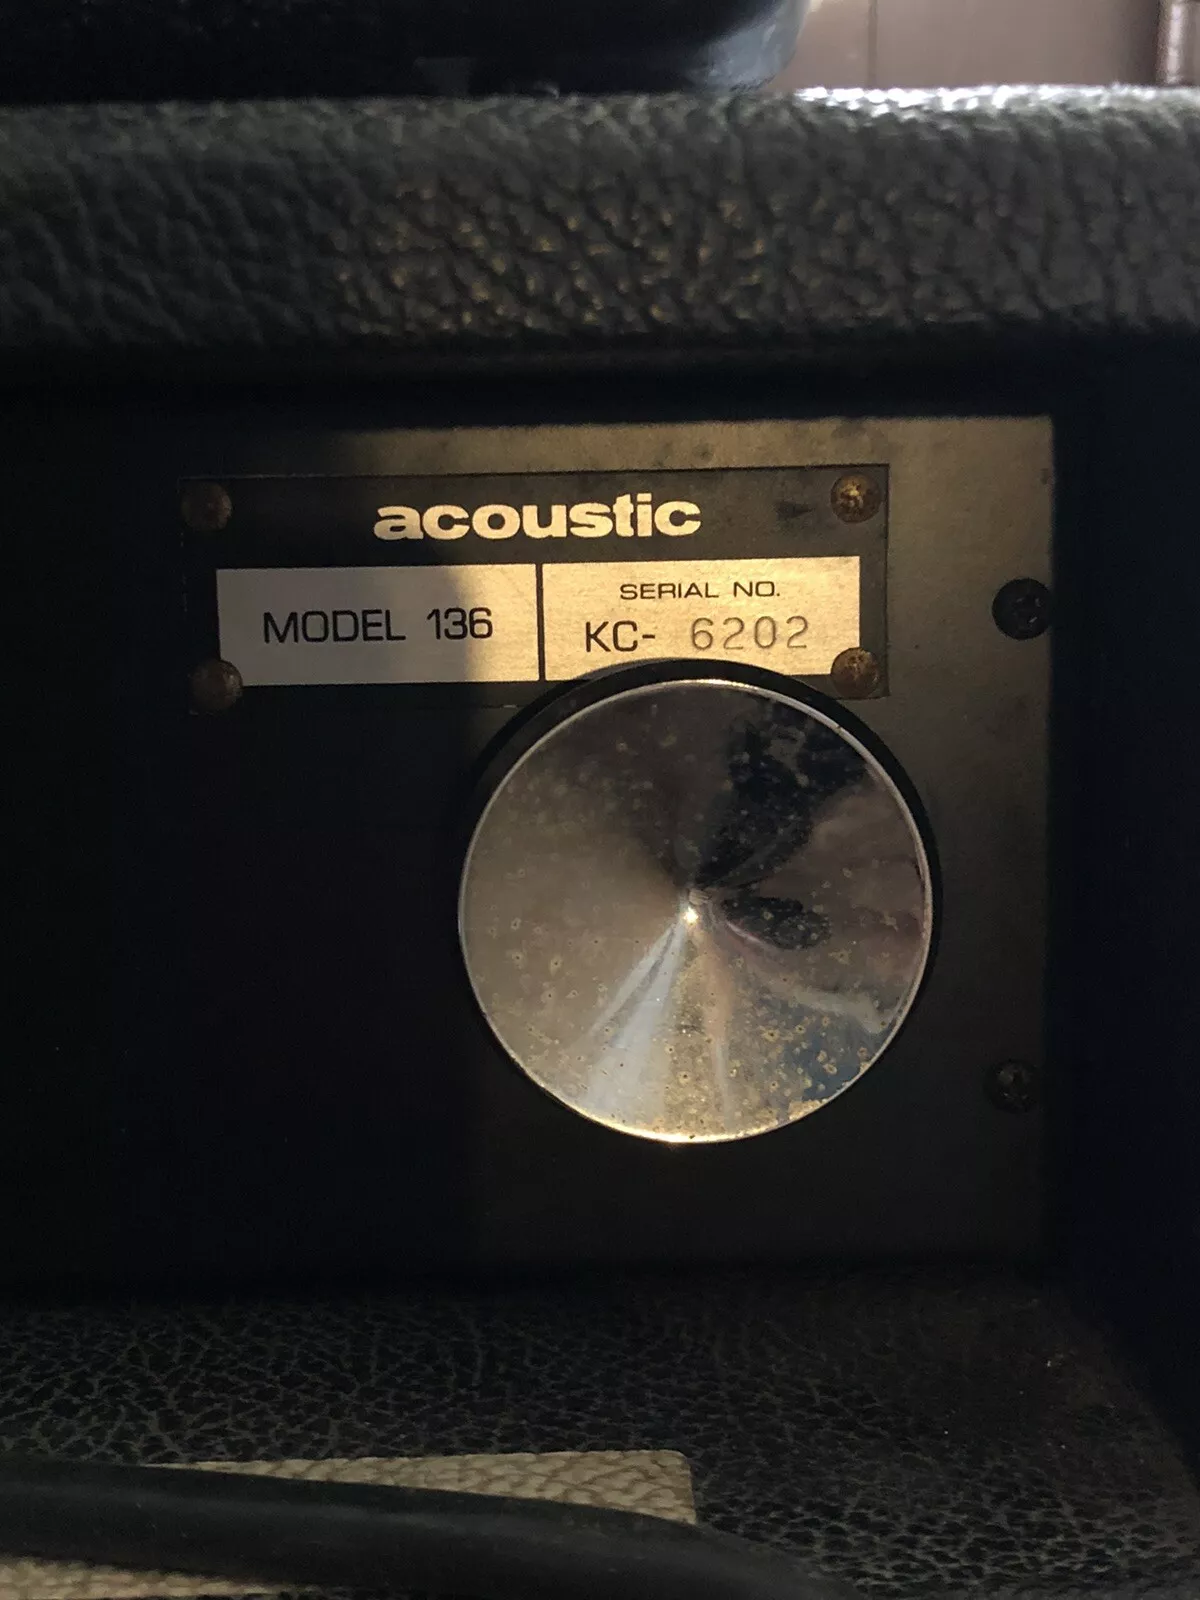 acoustic
MODEL 136
SERIAL NO.
KC- 6202